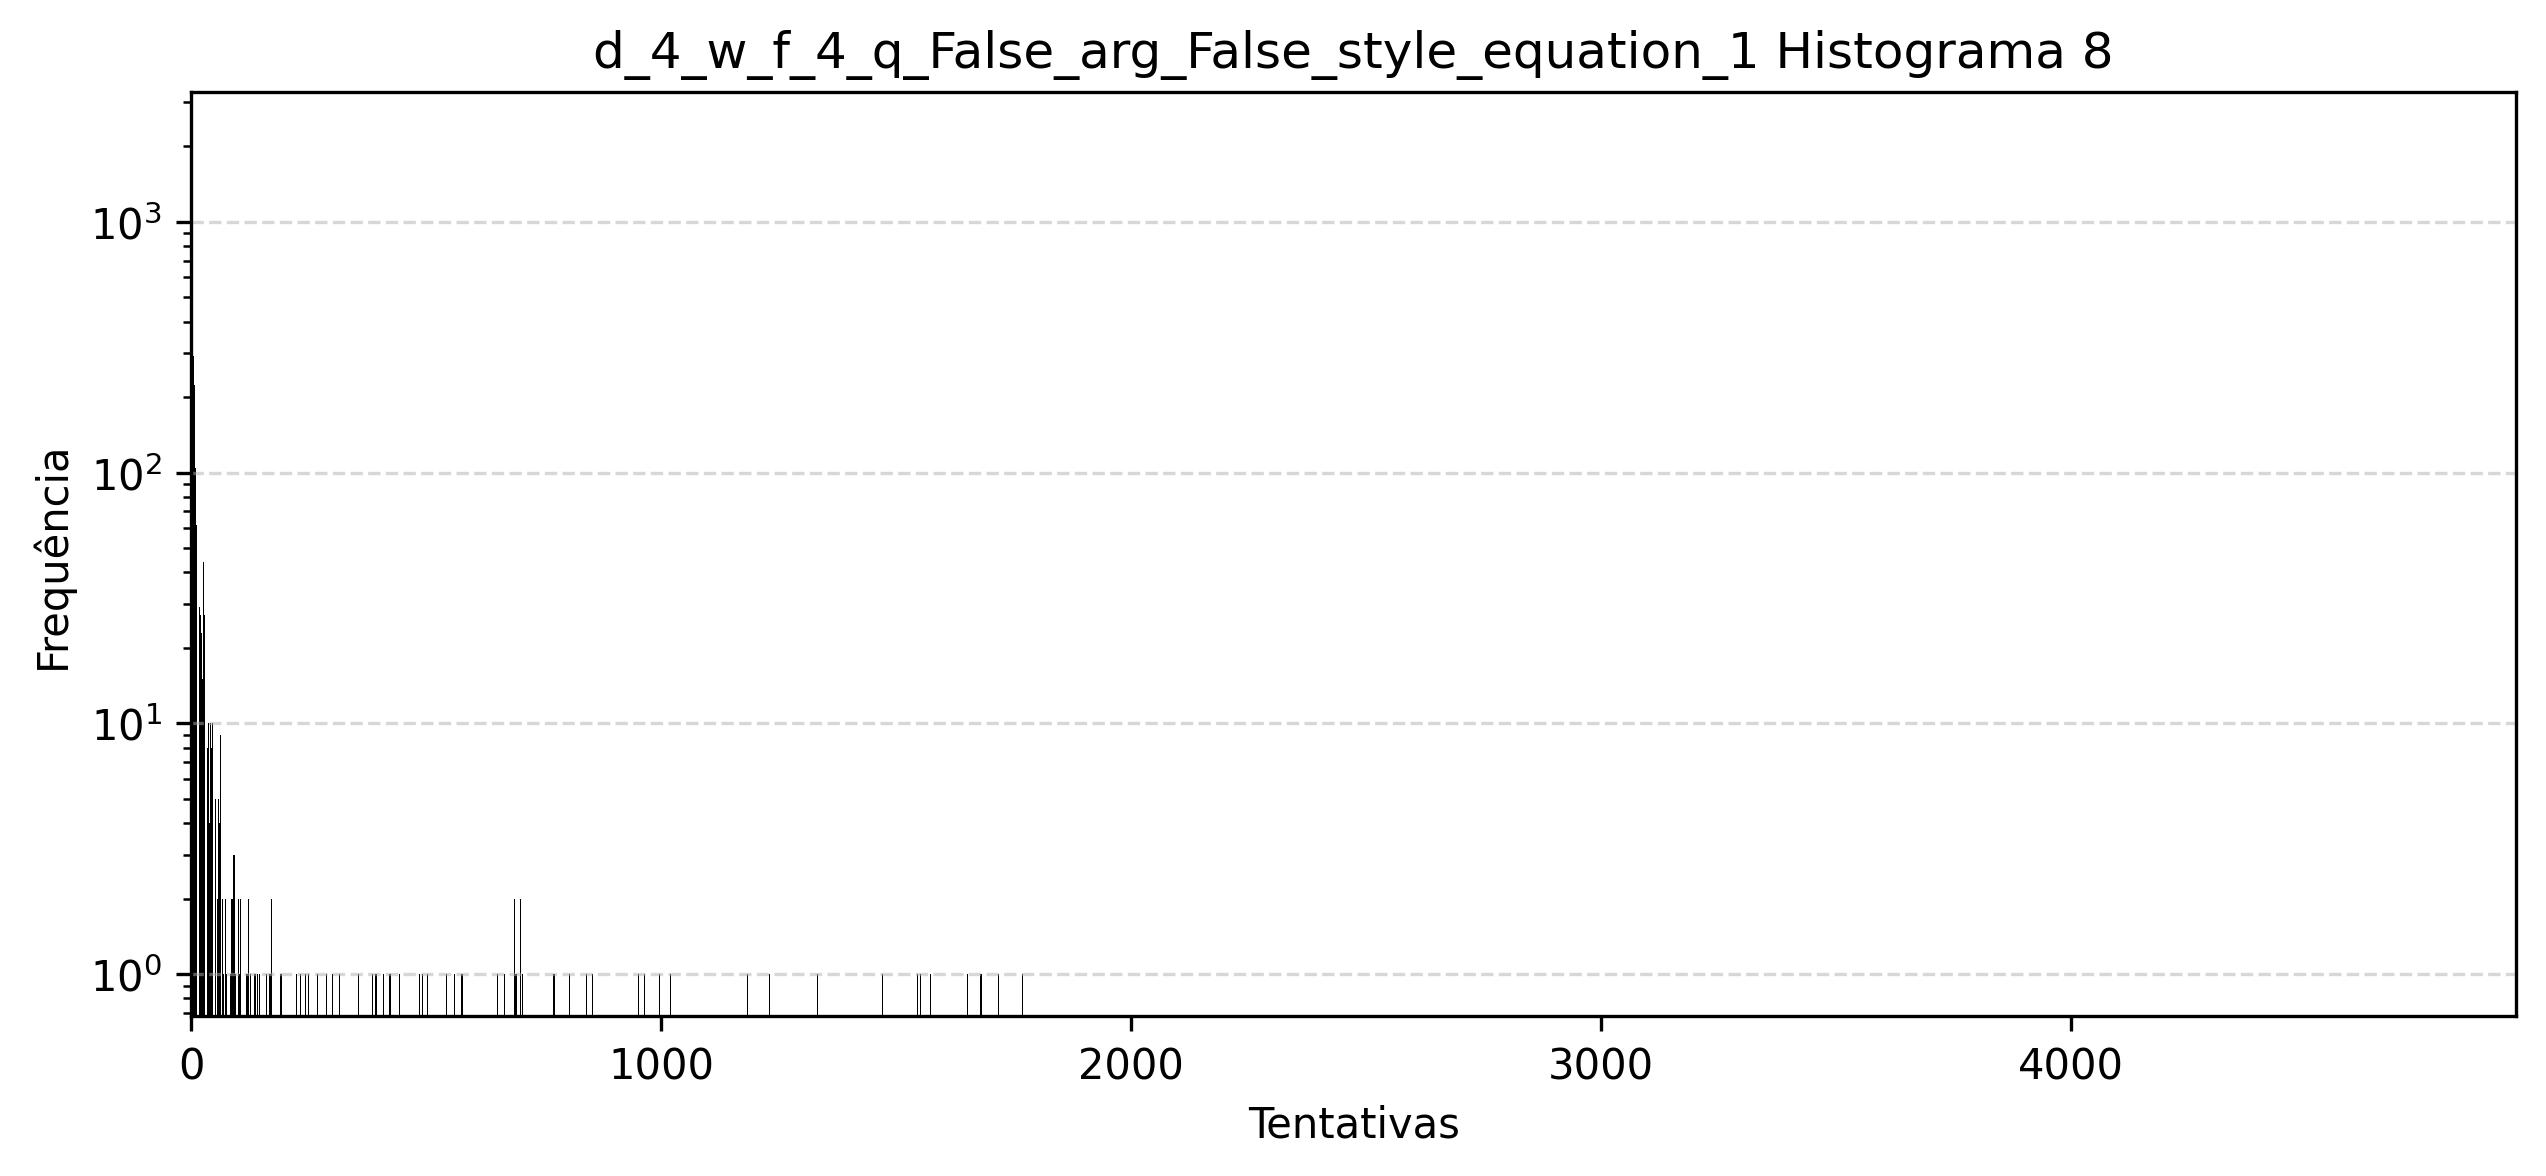 d_4_w_f_4_q_False_arg_False_style_equation_1 Histograma 8
Frequência
10³
10²
10¹
10⁰
0 1000 2000 3000 4000
Tentativas